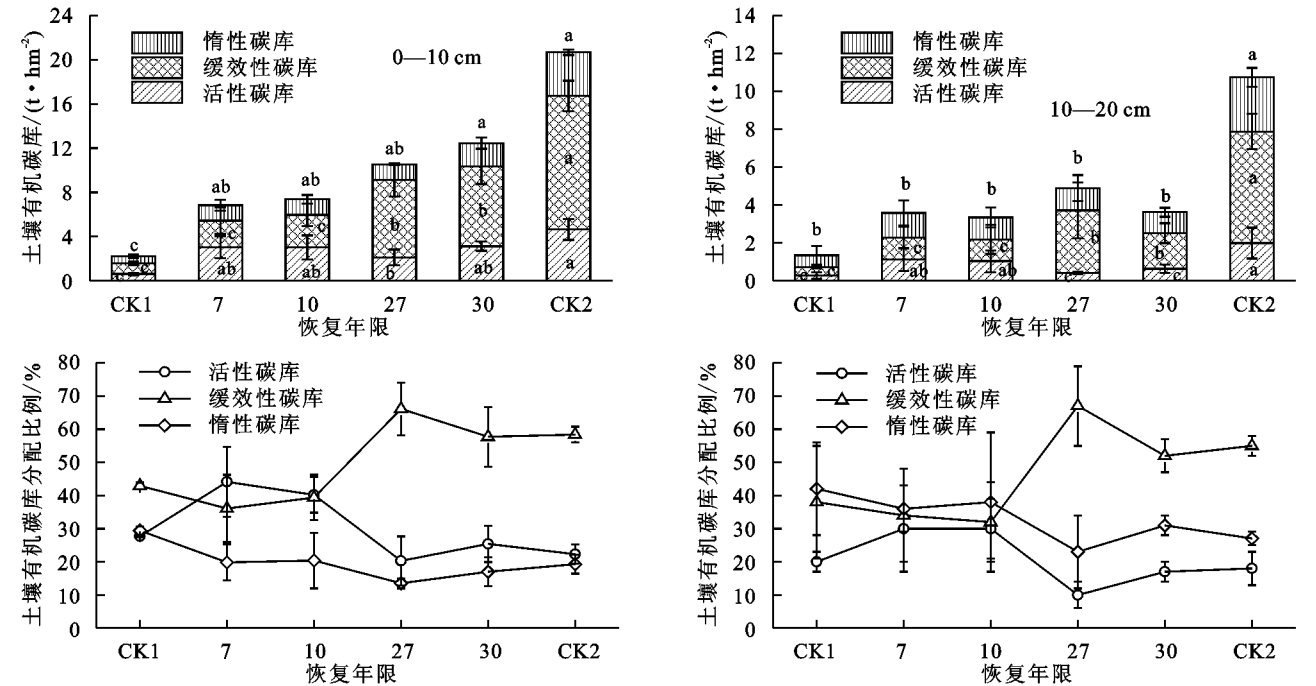 土壤有机碳库/(t·hm⁻²)
24
20
16
12
8
4
0
惰性碳库
缓效性碳库
活性碳库
0—10 cm
c
ab
ab
ab
a
a
c
c
c
b
b
a
c
ab
ab
b
ab
a
CK1 7 10 27 30 CK2
恢复年限
土壤有机碳库/(t·hm⁻²)
14
12
10
8
6
4
2
0
惰性碳库
缓效性碳库
活性碳库
10—20 cm
b
b
b
b
b
a
c
c
c
b
b
a
c
ab
ab
c
c
a
CK1 7 10 27 30 CK2
恢复年限
土壤有机碳库分配比例/%
80
70
60
50
40
30
20
10
0
活性碳库
缓效性碳库
惰性碳库
CK1 7 10 27 30 CK2
恢复年限
土壤有机碳库分配比例/%
80
70
60
50
40
30
20
10
0
活性碳库
缓效性碳库
惰性碳库
CK1 7 10 27 30 CK2
恢复年限